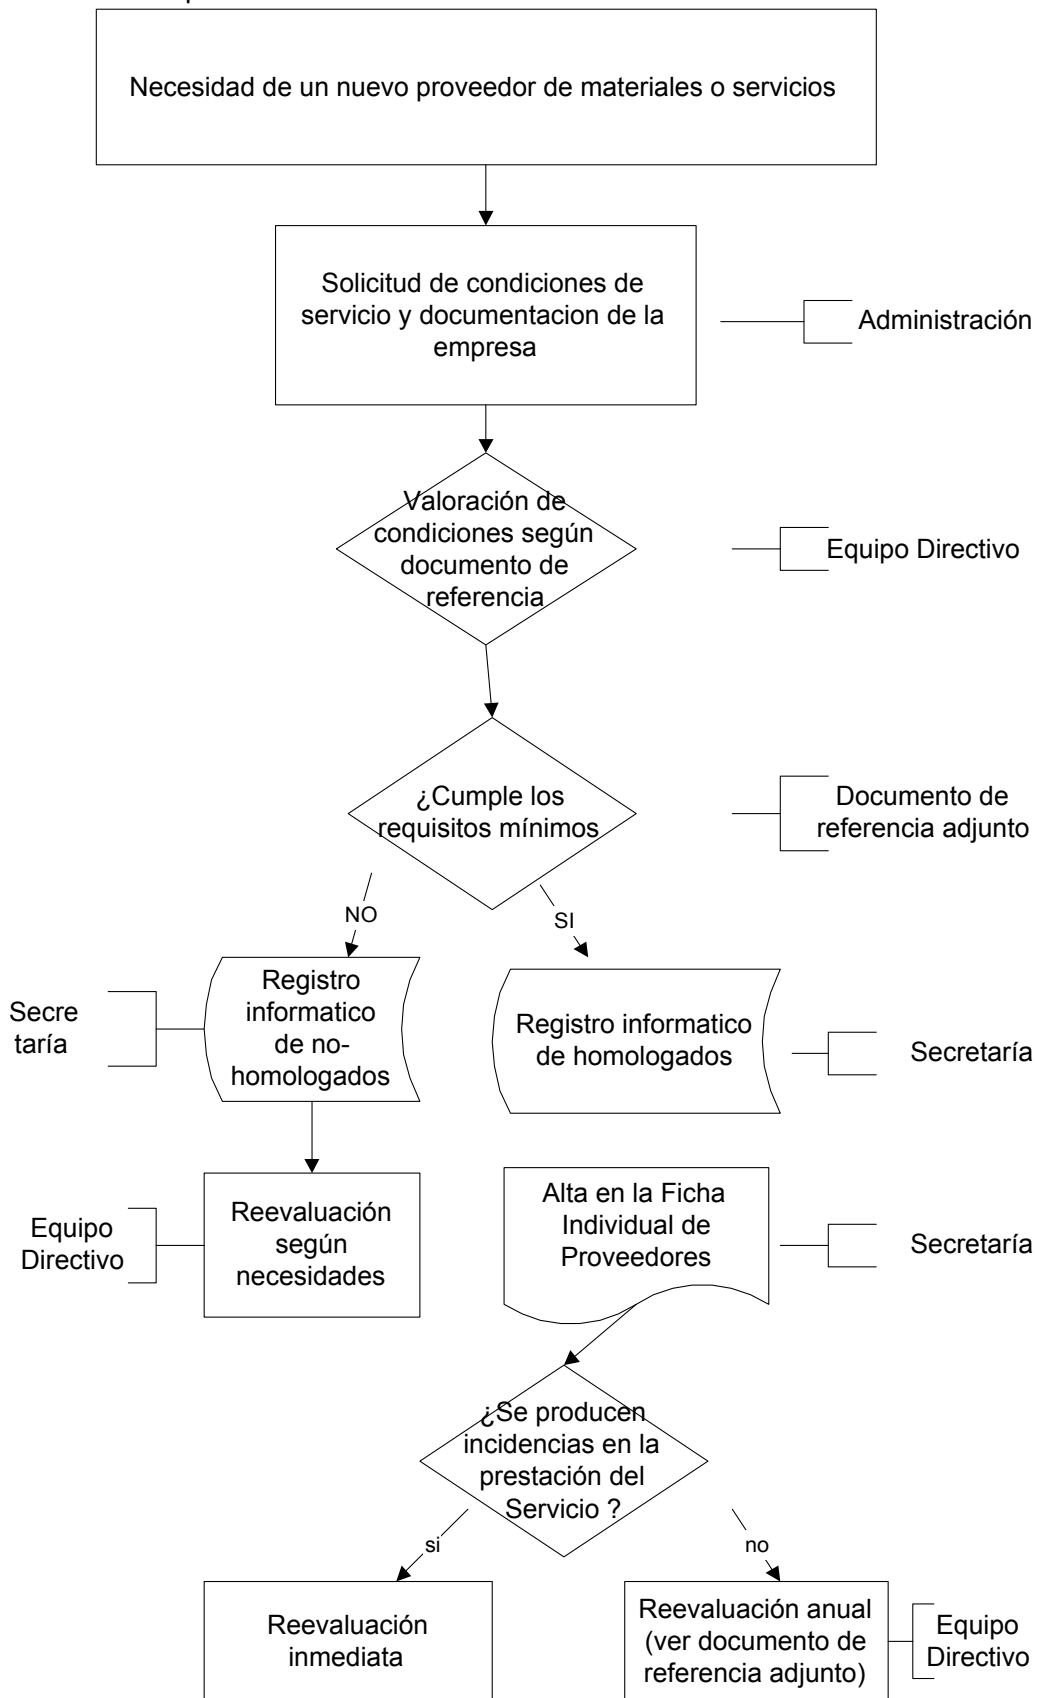 Necesidad de un nuevo proveedor de materiales o servicios
Solicitud de condiciones de
servicio y documentacion de la
empresa
Administración
Valoración de
condiciones según
documento de
referencia
Equipo Directivo
¿Cumple los
requisitos mínimos
Documento de
referencia adjunto
NO
SI
Secre
taría
Registro
informatico
de no-
homologados
Registro informatico
de homologados
Secretaría
Equipo
Directivo
Reevaluación
según
necesidades
Alta en la Ficha
Individual de
Proveedores
Secretaría
¿Se producen
incidencias en la
prestación del
Servicio ?
si
no
Reevaluación
inmediata
Reevaluación anual
(ver documento de
referencia adjunto)
Equipo
Directivo